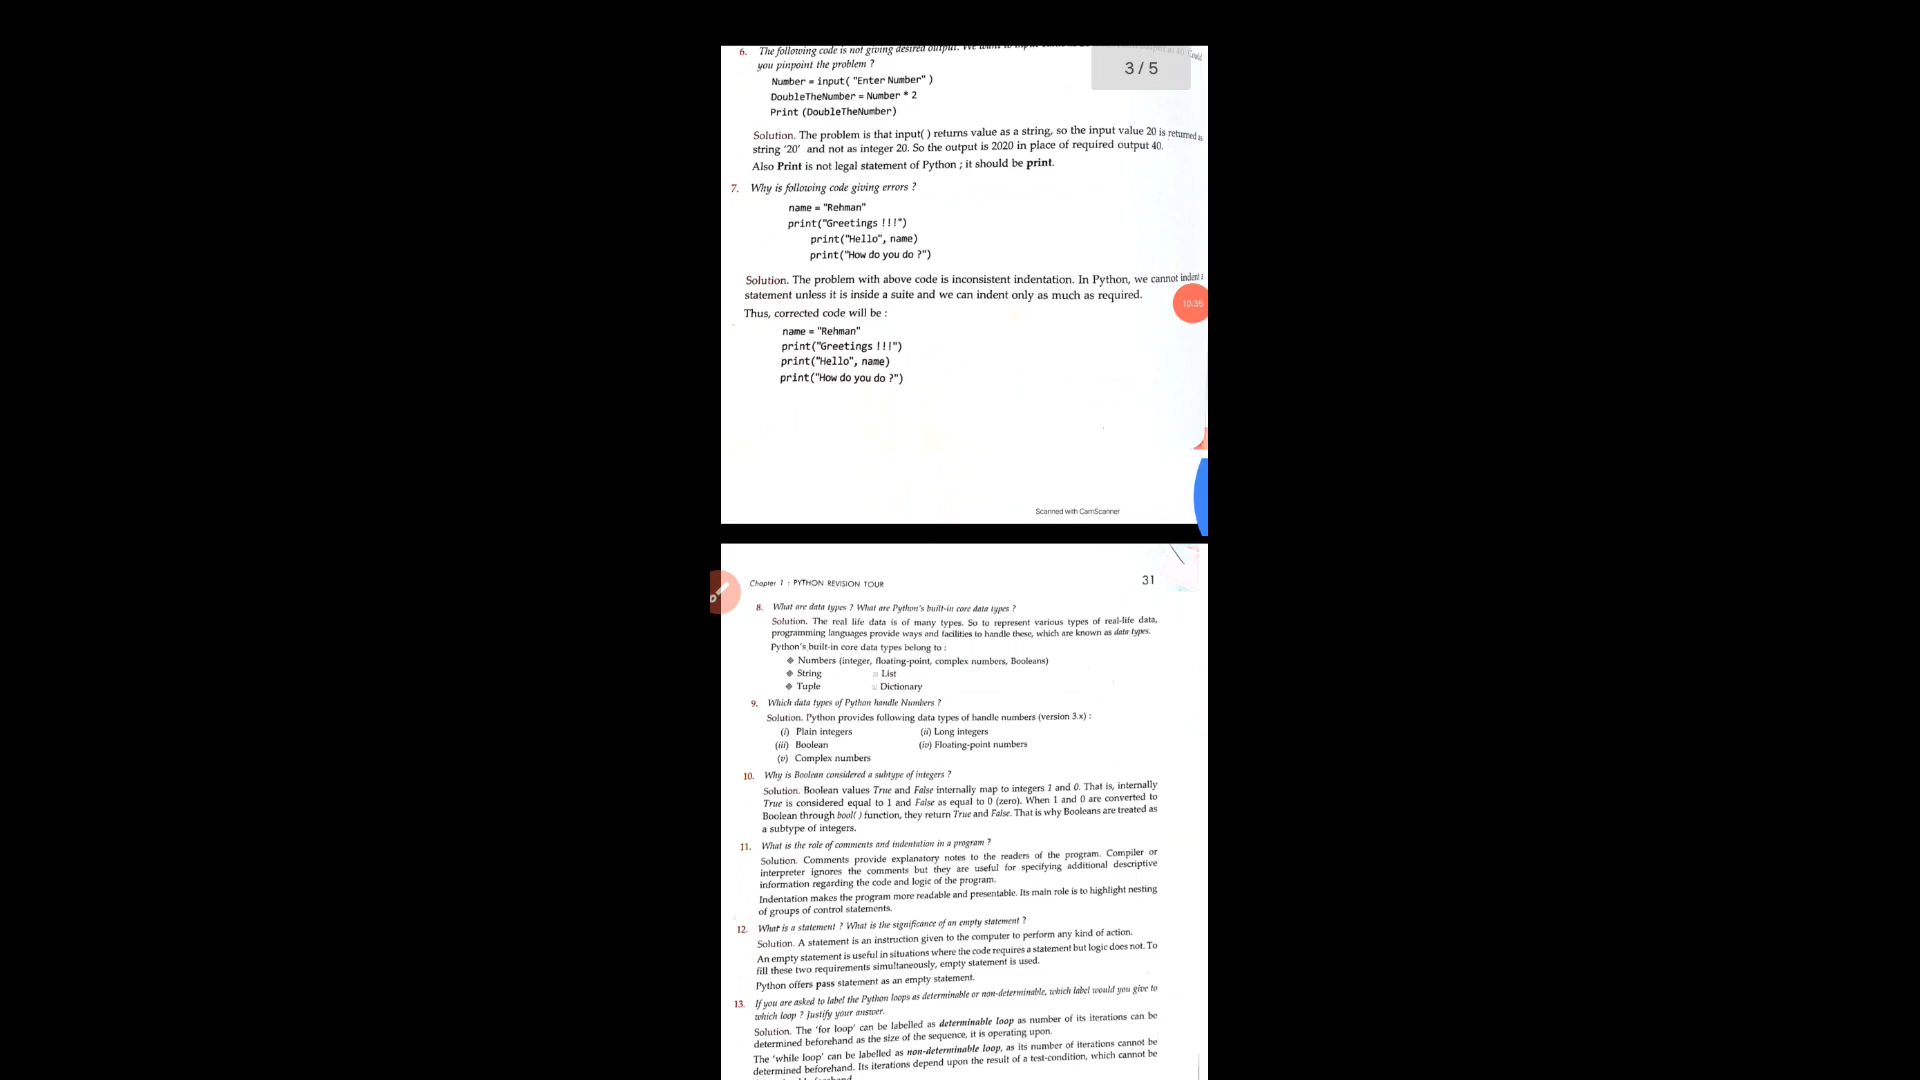 6. The following code is not giving desired output. We want to input
you pinpoint the problem ?
3 / 5
Number = input( "Enter Number" )
DoubleTheNumber = Number * 2
Print (DoubleTheNumber)
Solution. The problem is that input( ) returns value as a string, so the input value 20 is returned as
string '20' and not as integer 20. So the output is 2020 in place of required output 40.
Also Print is not legal statement of Python ; it should be print.
7. Why is following code giving errors ?
name = "Rehman"
print("Greetings !!!")
print("Hello", name)
print("How do you do ?")
Solution. The problem with above code is inconsistent indentation. In Python, we cannot indent a
statement unless it is inside a suite and we can indent only as much as required.
10:35
Thus, corrected code will be :
name = "Rehman"
print("Greetings !!!")
print("Hello", name)
print("How do you do ?")
Scanned with CamScanner
Chapter 1 : PYTHON REVISION TOUR 31
8. What are data types ? What are Python's built-in core data types ?
Solution. The real life data is of many types. So to represent various types of real-life data,
programming languages provide ways and facilities to handle these, which are known as data types.
Python's built-in core data types belong to :
❖ Numbers (integer, floating-point, complex numbers, Booleans)
❖ String List
❖ Tuple Dictionary
9. Which data types of Python handle Numbers ?
Solution. Python provides following data types of handle numbers (version 3.x) :
(i) Plain integers (ii) Long integers
(iii) Boolean (iv) Floating-point numbers
(v) Complex numbers
10. Why is Boolean considered a subtype of integers ?
Solution. Boolean values True and False internally map to integers 1 and 0. That is, internally
True is considered equal to 1 and False as equal to 0 (zero). When 1 and 0 are converted to
Boolean through bool( ) function, they return True and False. That is why Booleans are treated as
a subtype of integers.
11. What is the role of comments and indentation in a program ?
Solution. Comments provide explanatory notes to the readers of the program. Compiler or
interpreter ignores the comments but they are useful for specifying additional descriptive
information regarding the code and logic of the program.
Indentation makes the program more readable and presentable. Its main role is to highlight nesting
of groups of control statements.
12. What is a statement ? What is the significance of an empty statement ?
Solution. A statement is an instruction given to the computer to perform any kind of action.
An empty statement is useful in situations where the code requires a statement but logic does not. To
fill these two requirements simultaneously, empty statement is used.
Python offers pass statement as an empty statement.
13. If you are asked to label the Python loops as determinable or non-determinable, which label would you give to
which loop ? Justify your answer.
Solution. The 'for loop' can be labelled as determinable loop as number of its iterations can be
determined beforehand as the size of the sequence, it is operating upon.
The 'while loop' can be labelled as non-determinable loop, as its number of iterations cannot be
determined beforehand. Its iterations depend upon the result of a test-condition, which cannot be